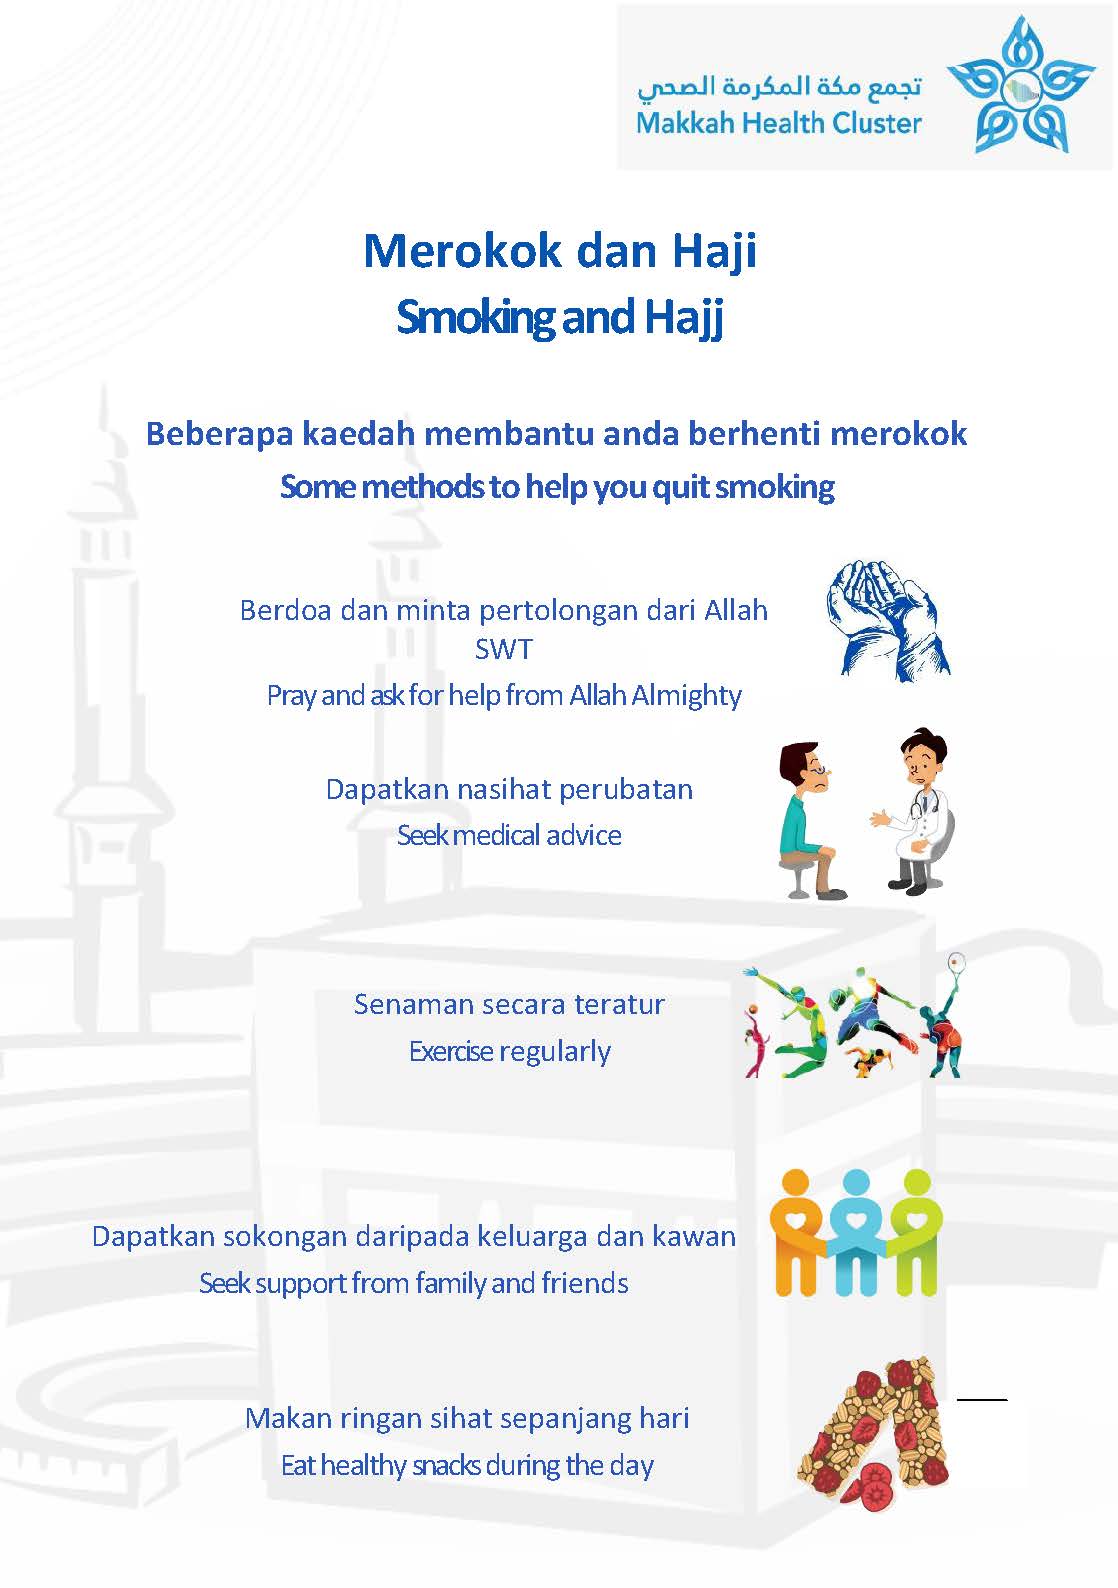 تجمع مكة المكرمة الصحي
Makkah Health Cluster
Merokok dan Haji
Smoking and Hajj
Beberapa kaedah membantu anda berhenti merokok
Some methods to help you quit smoking
Berdoa dan minta pertolongan dari Allah
SWT
Pray and ask for help from Allah Almighty
Dapatkan nasihat perubatan
Seek medical advice
Senaman secara teratur
Exercise regularly
Dapatkan sokongan daripada keluarga dan kawan
Seek support from family and friends
Makan ringan sihat sepanjang hari
Eat healthy snacks during the day